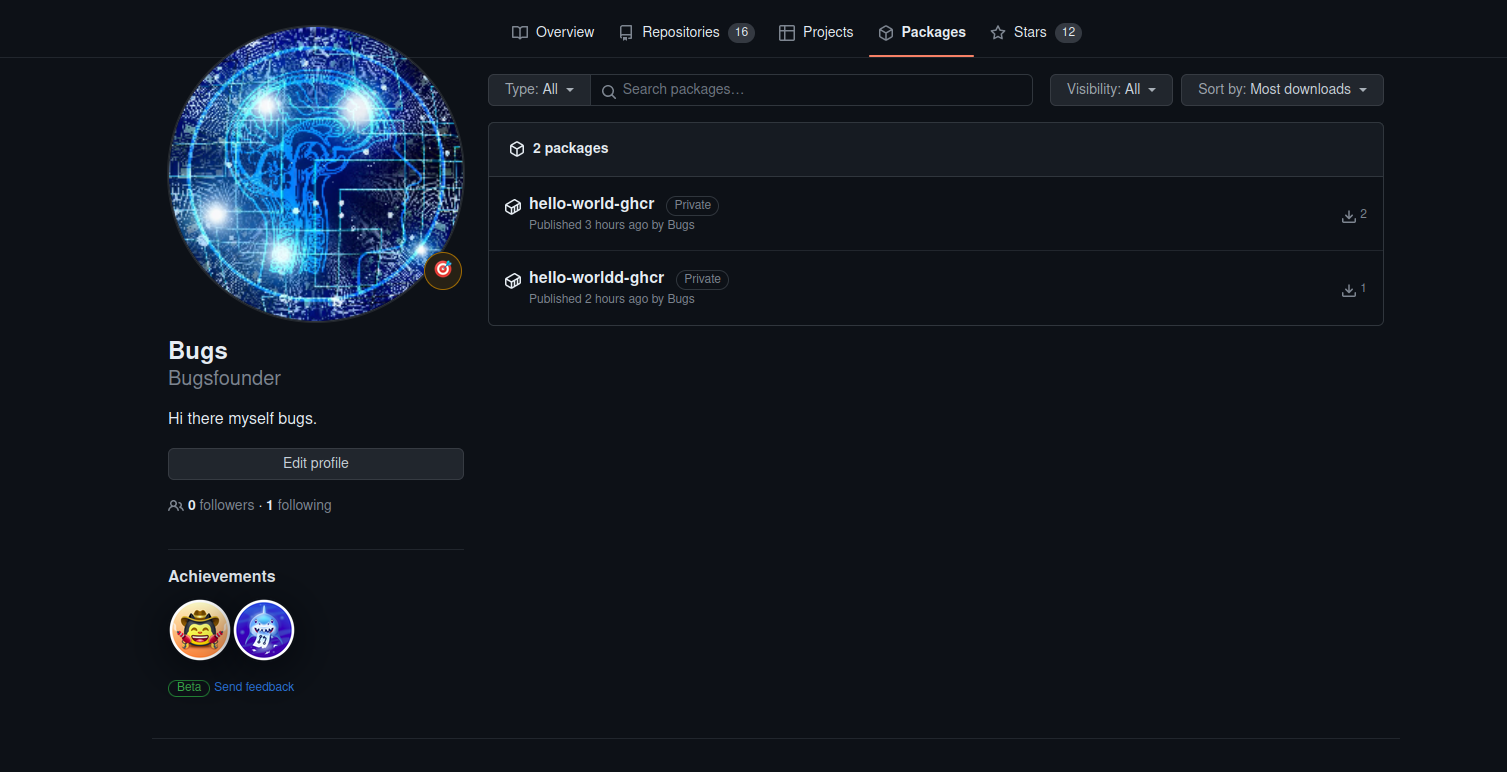 Overview Repositories 16 Projects Packages Stars 12
Type: All Search packages… Visibility: All Sort by: Most downloads
2 packages
hello-world-ghcr Private
Published 3 hours ago by Bugs
2
hello-worldd-ghcr Private
Published 2 hours ago by Bugs
1
Bugs
Bugsfounder
Hi there myself bugs.
Edit profile
0 followers · 1 following
Achievements
Beta Send feedback